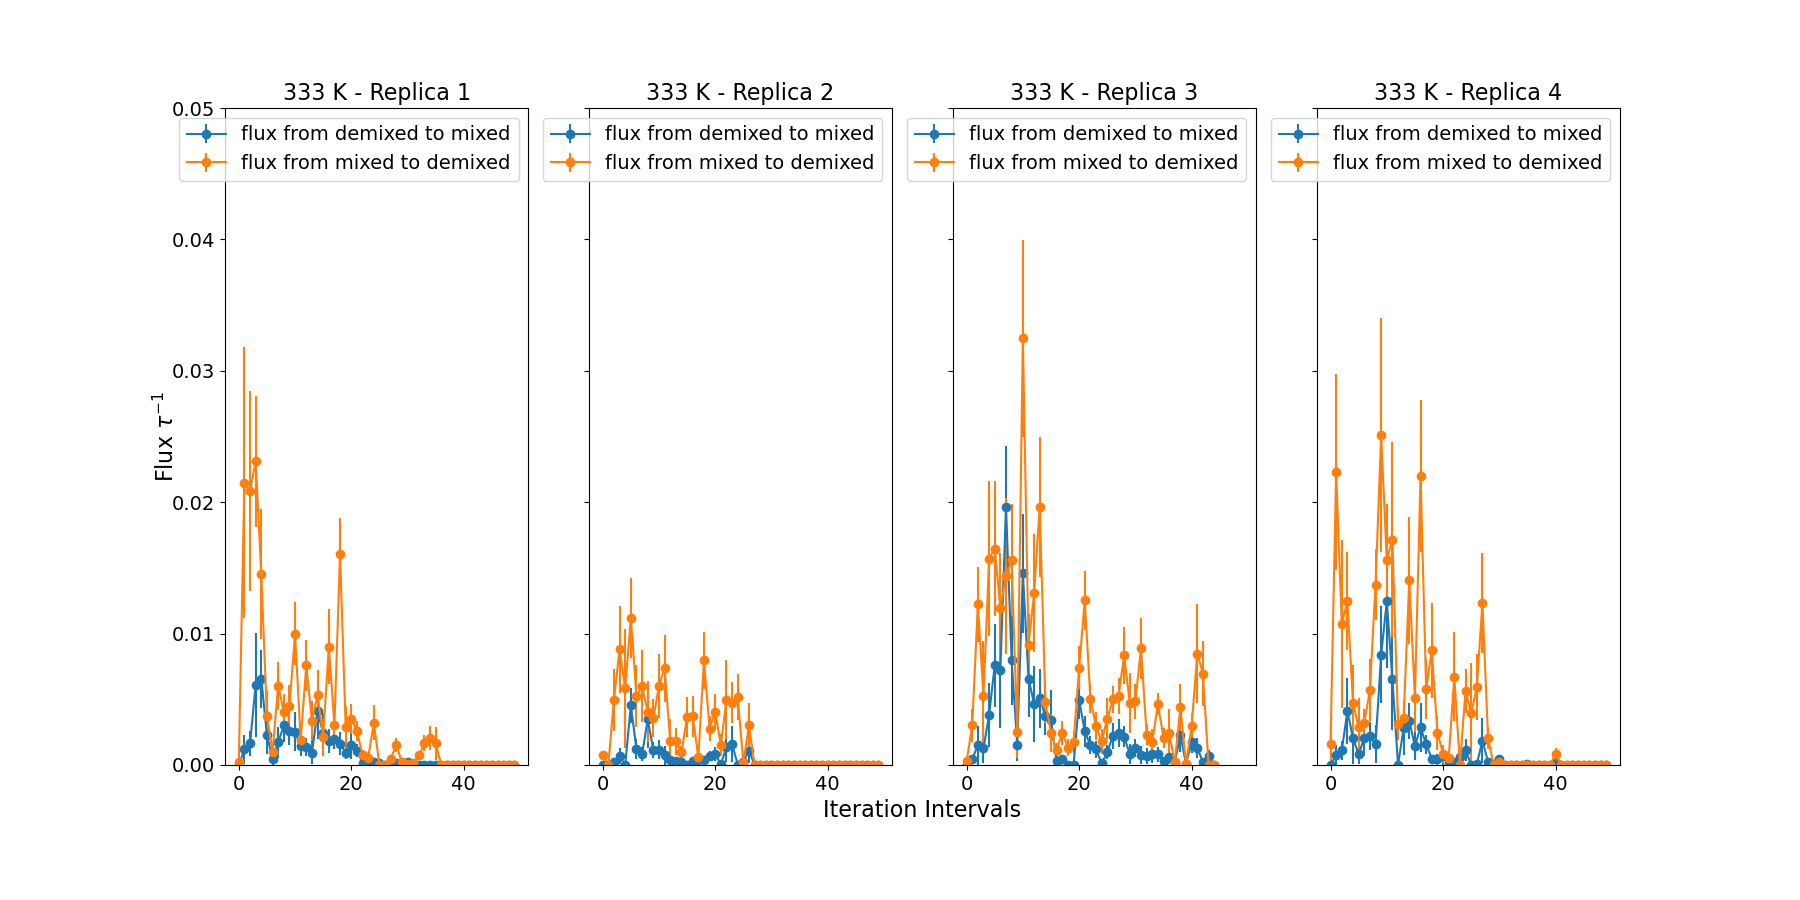 333 K - Replica 1
333 K - Replica 2
333 K - Replica 3
333 K - Replica 4
flux from demixed to mixed
flux from mixed to demixed
flux from demixed to mixed
flux from mixed to demixed
flux from demixed to mixed
flux from mixed to demixed
flux from demixed to mixed
flux from mixed to demixed
0.05
0.04
0.03
0.02
0.01
0.00
Flux τ⁻¹
0 20 40
0 20 40
0 20 40
0 20 40
Iteration Intervals